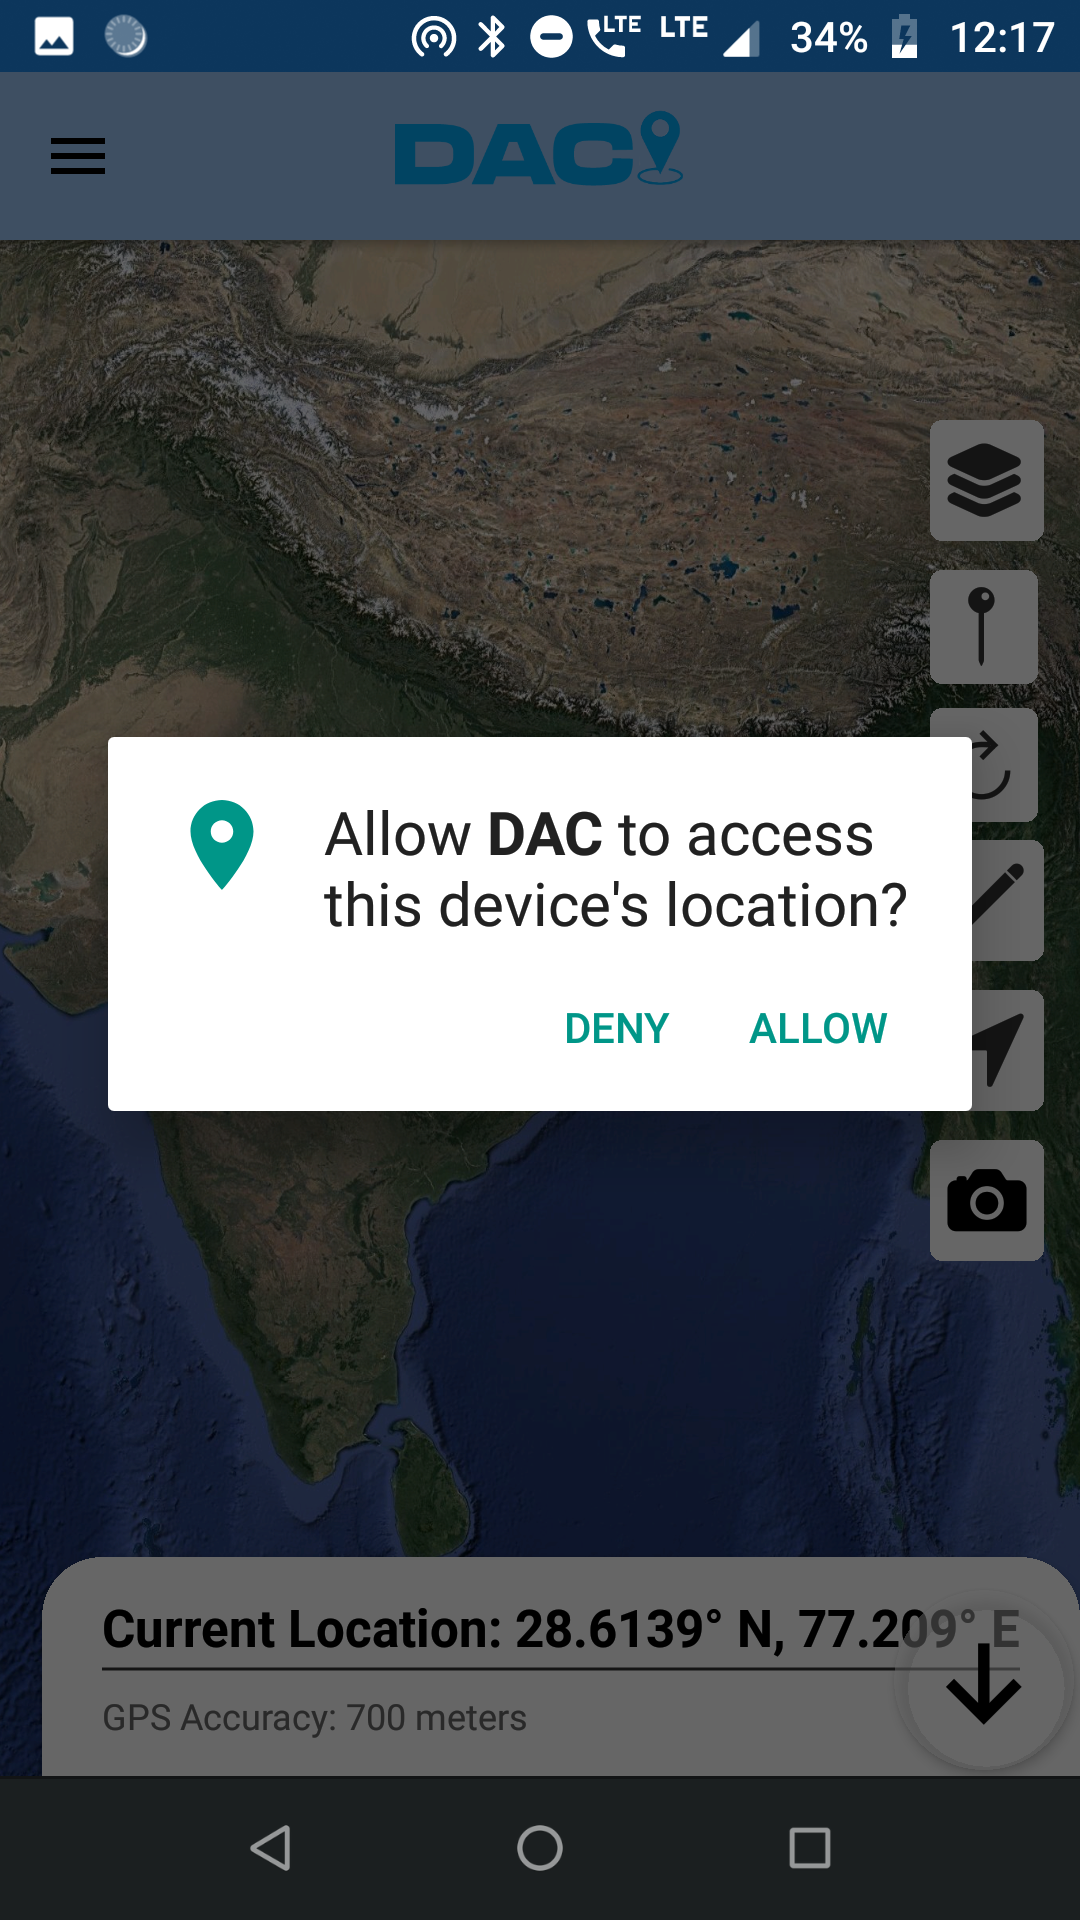 LTE LTE 34% 12:17
DAC
Allow DAC to access
this device's location?
DENY ALLOW
Current Location: 28.6139° N, 77.209° E
GPS Accuracy: 700 meters